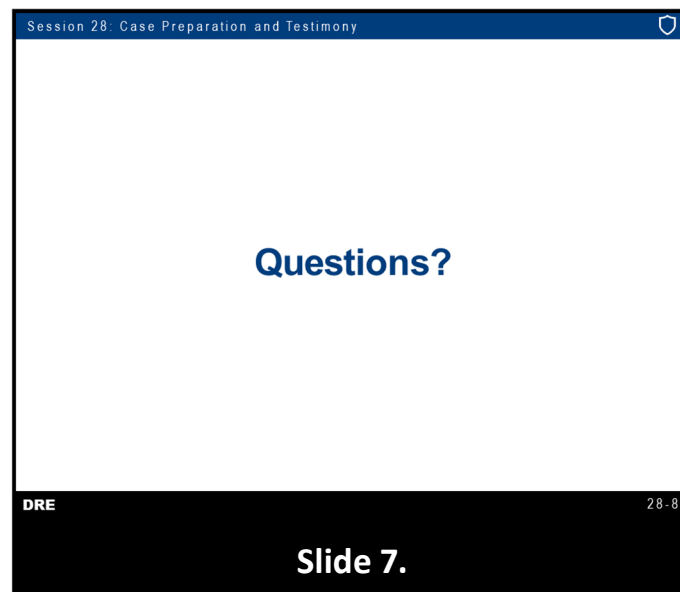 Session 28: Case Preparation and Testimony
Questions?
DRE 28-8
Slide 7.